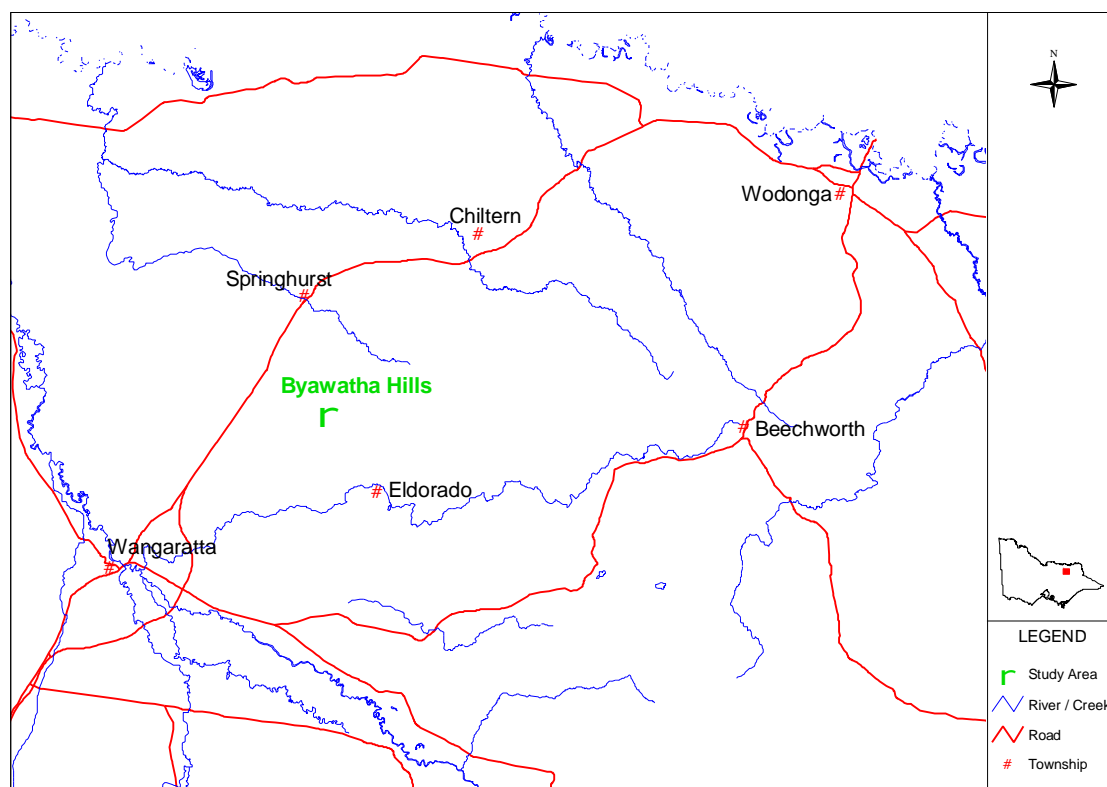 N
Wodonga
#
Chiltern
#
Springhurst
#
Byawatha Hills
r
#
Beechworth
#
Eldorado
Wangaratta
#
LEGEND
r Study Area
River / Creek
Road
# Township